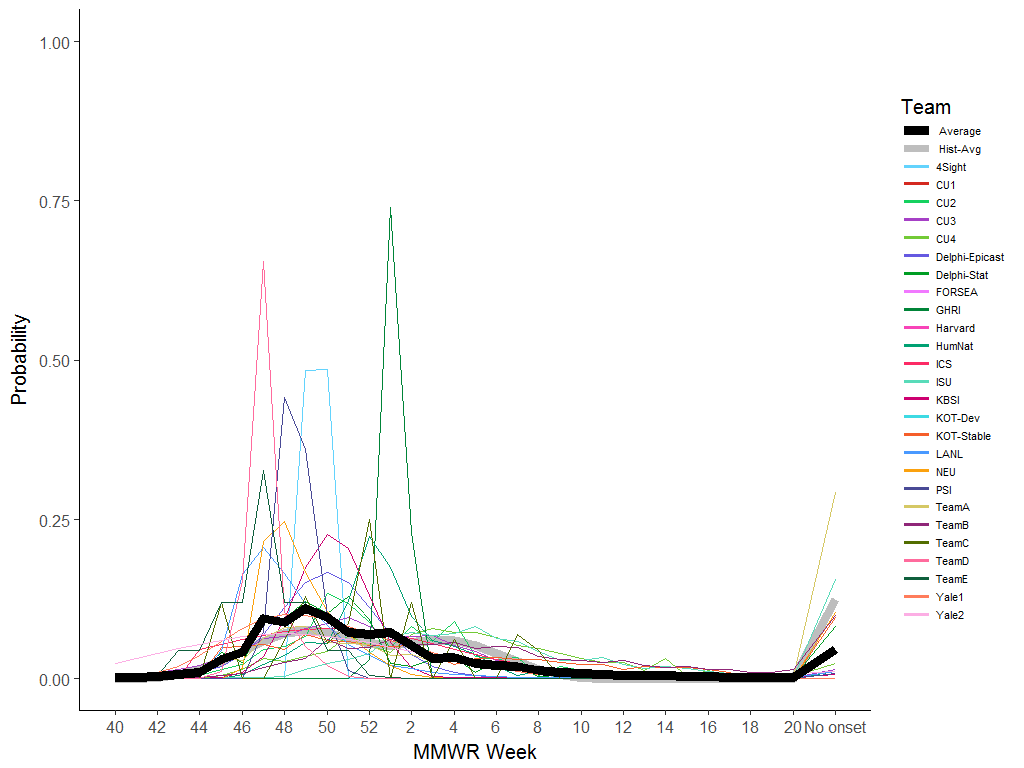 1.00
0.75
0.50
0.25
0.00
Probability
40 42 44 46 48 50 52 2 4 6 8 10 12 14 16 18 20 No onset
MMWR Week
Team
Average
Hist-Avg
4Sight
CU1
CU2
CU3
CU4
Delphi-Epicast
Delphi-Stat
FORSEA
GHRI
Harvard
HumNat
ICS
ISU
KBSI
KOT-Dev
KOT-Stable
LANL
NEU
PSI
TeamA
TeamB
TeamC
TeamD
TeamE
Yale1
Yale2